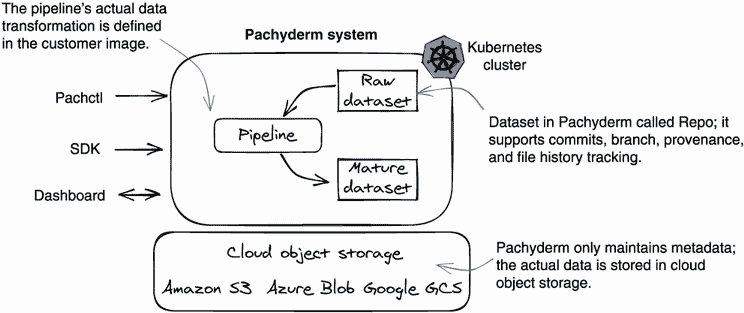 The pipeline's actual data
transformation is defined
in the customer image.
Pachyderm system
Kubernetes
cluster
Pachctl
SDK
Dashboard
Raw
dataset
Pipeline
Mature
dataset
Dataset in Pachyderm called Repo; it
supports commits, branch, provenance,
and file history tracking.
Cloud object storage
Amazon S3 Azure Blob Google GCS
Pachyderm only maintains metadata;
the actual data is stored in cloud
object storage.